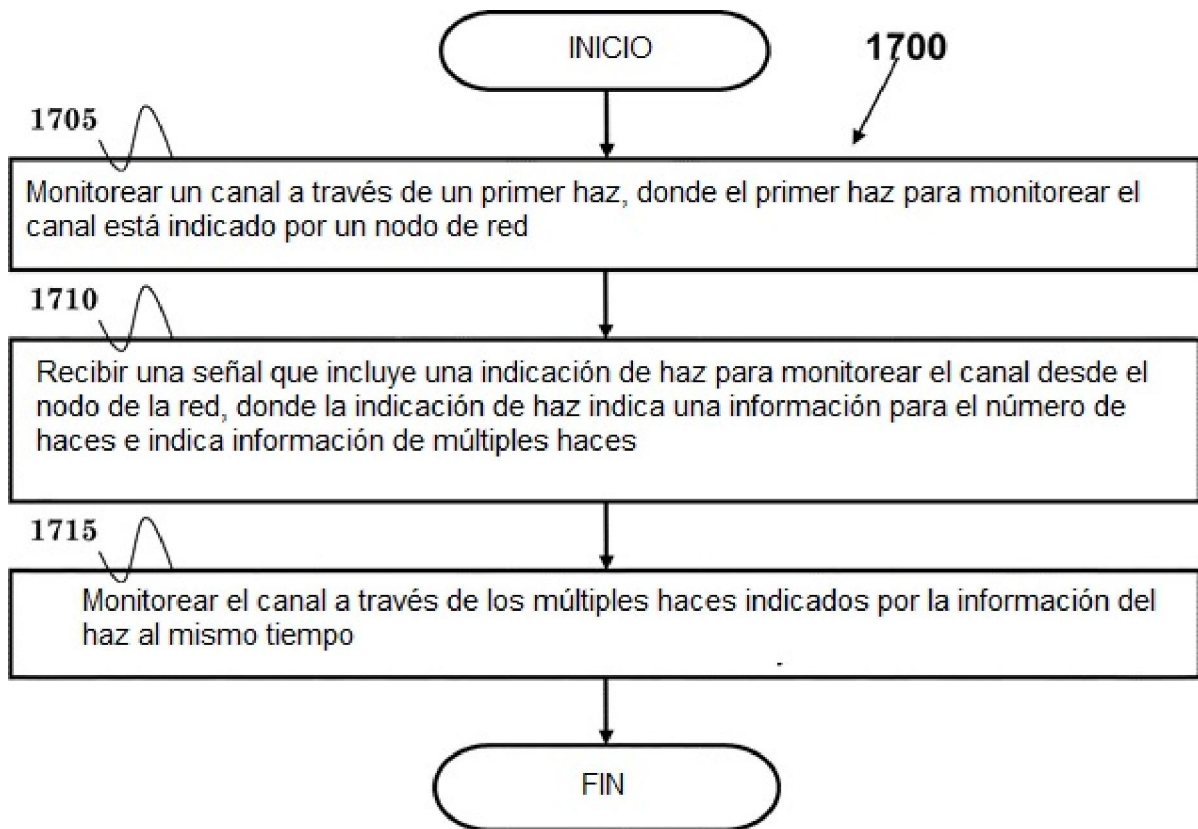 INICIO
1700
1705
Monitorear un canal a través de un primer haz, donde el primer haz para monitorear el
canal está indicado por un nodo de red
1710
Recibir una señal que incluye una indicación de haz para monitorear el canal desde el
nodo de la red, donde la indicación de haz indica una información para el número de
haces e indica información de múltiples haces
1715
Monitorear el canal a través de los múltiples haces indicados por la información del
haz al mismo tiempo
FIN